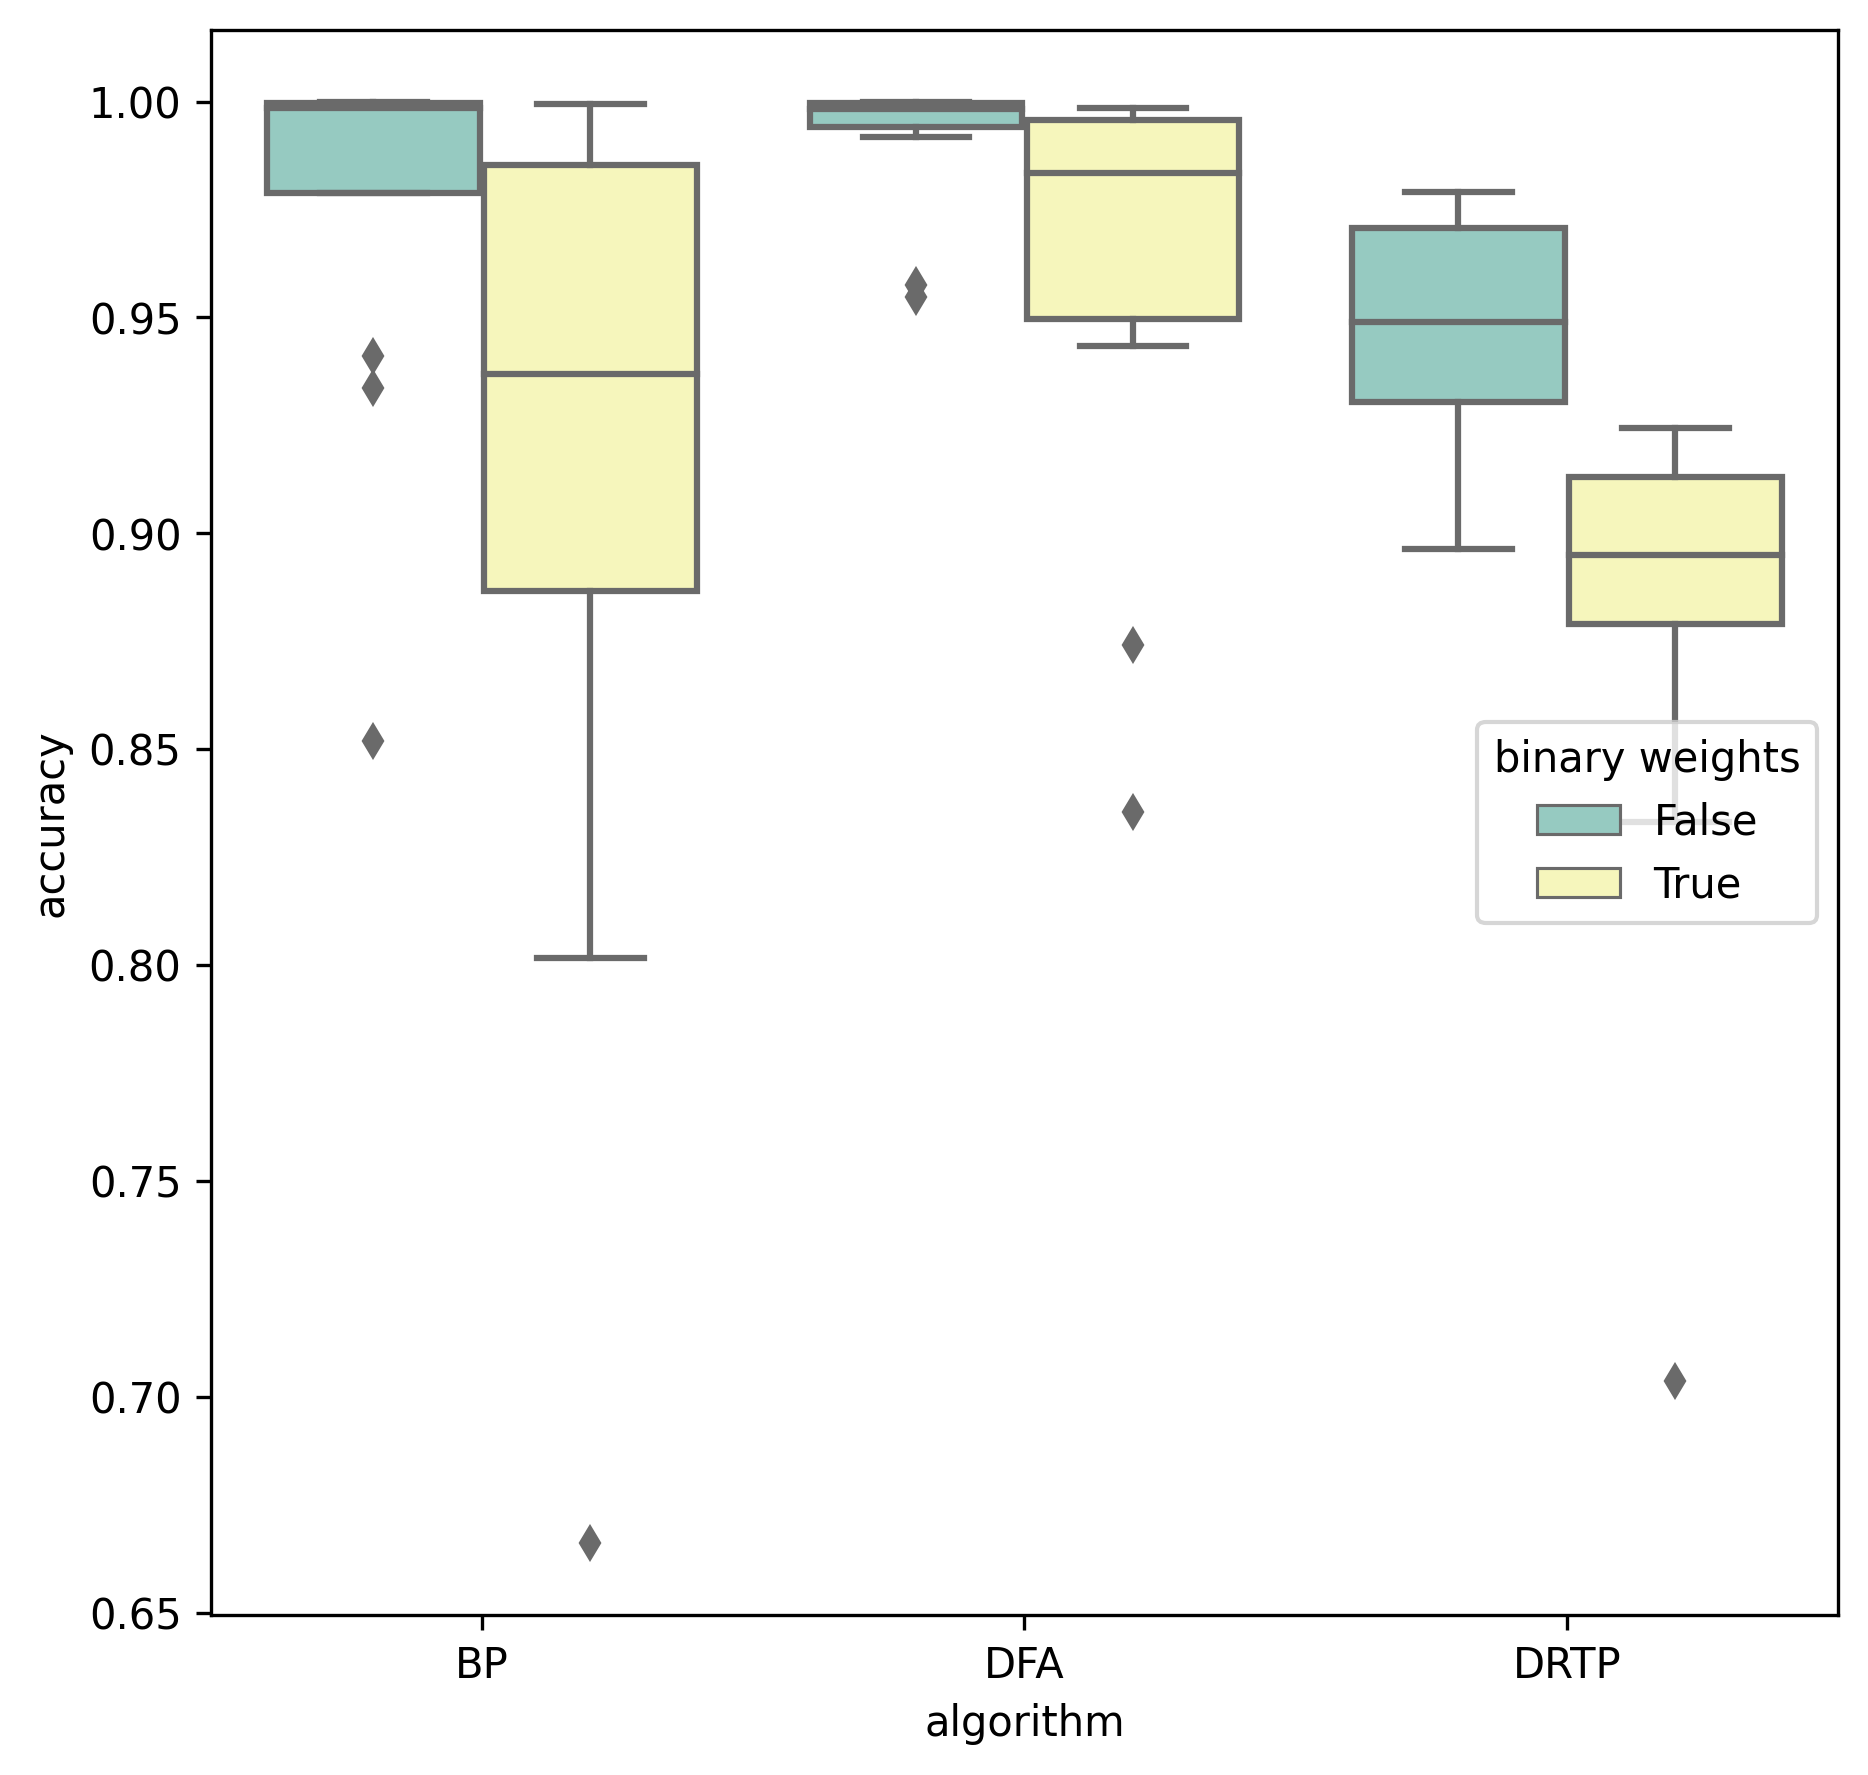 1.00
0.95
0.90
0.85
0.80
0.75
0.70
0.65
accuracy
binary weights
False
True
BP
DFA
DRTP
algorithm